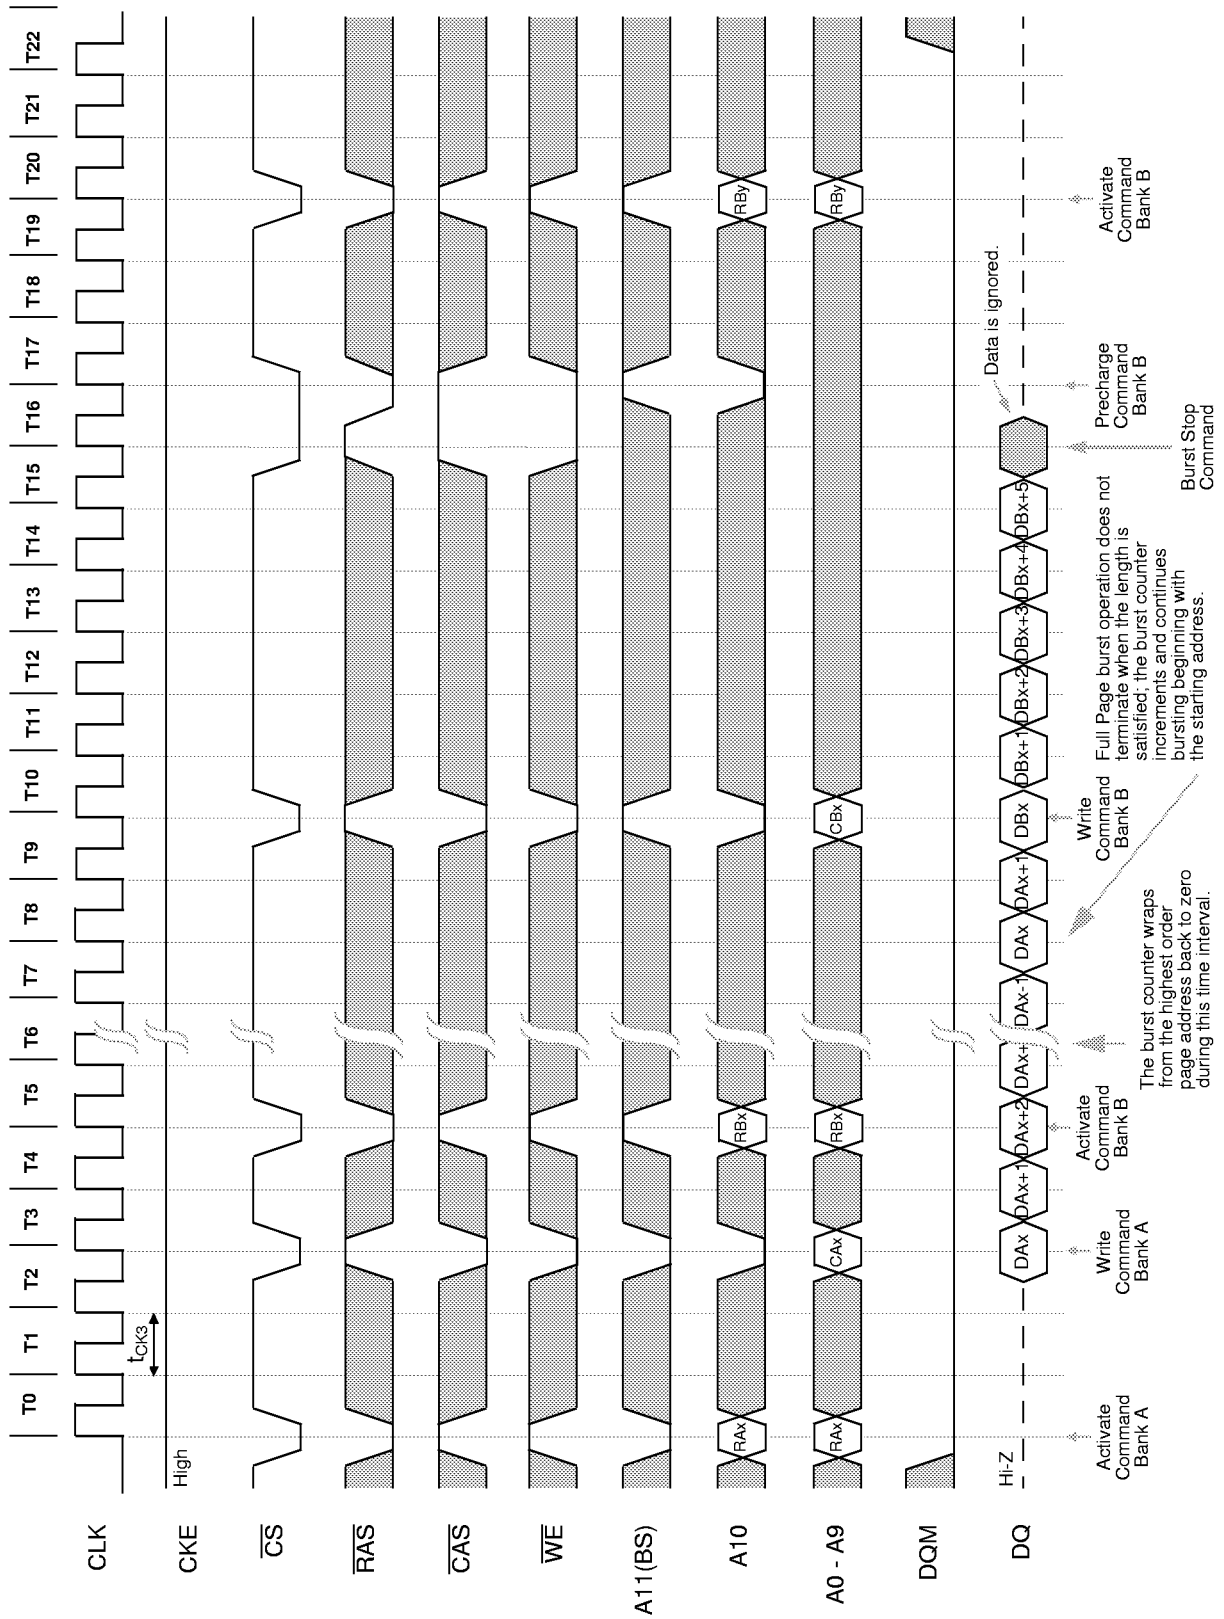 T0 T1 T2 T3 T4 T5 T6 T7 T8 T9 T10 T11 T12 T13 T14 T15 T16 T17 T18 T19 T20 T21 T22
CLK
tCK3
CKE
High
CS
RAS
CAS
WE
A11(BS)
A10
RAx RBx RBy
A0 - A9
RAx CAx RBx CBx RBy
DQM
DQ
Hi-Z
DAx DAx+1 DAx+2 DAx+ DAx-1 DAx DAx+1 DBx DBx+1 DBx+2 DBx+3 DBx+4 DBx+5
Data is ignored.
Activate
Command
Bank A
Write
Command
Bank A
Activate
Command
Bank B
The burst counter wraps
from the highest order
page address back to zero
during this time interval.
Write
Command
Bank B
Full Page burst operation does not
terminate when the length is
satisfied; the burst counter
increments and continues
bursting beginning with
the starting address.
Burst Stop
Command
Precharge
Command
Bank B
Activate
Command
Bank B